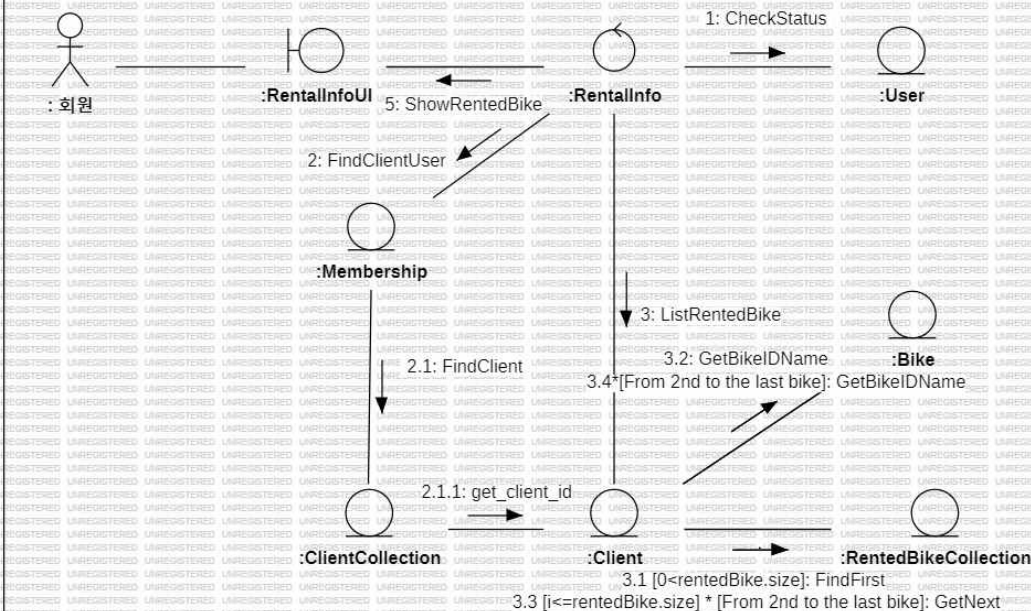 1: CheckStatus
: 회원
:RentalInfoUI
:RentalInfo
:User
5: ShowRentedBike
2: FindClientUser
:Membership
3: ListRentedBike
3.2: GetBikeIDName
:Bike
2.1: FindClient
3.4*[From 2nd to the last bike]: GetBikeIDName
2.1.1: get_client_id
:ClientCollection
:Client
:RentedBikeCollection
3.1 [0<rentedBike.size]: FindFirst
3.3 [i<=rentedBike.size] * [From 2nd to the last bike]: GetNext
UNREGISTERED